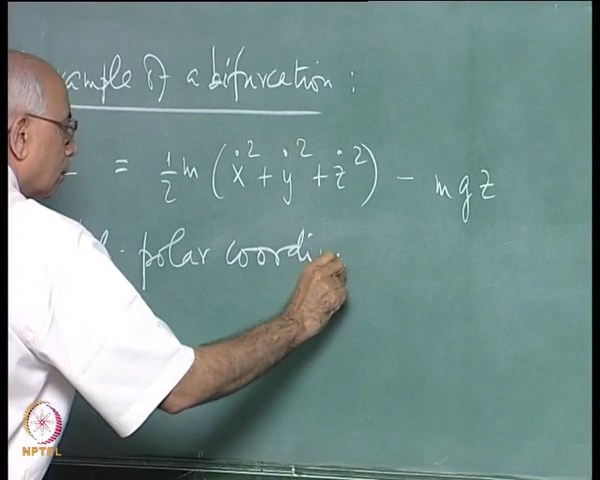 ample of a bifurcation :
= 1/2 m (ẋ² + ẏ² + ż²) - mgz
polar coordi
NPTEL